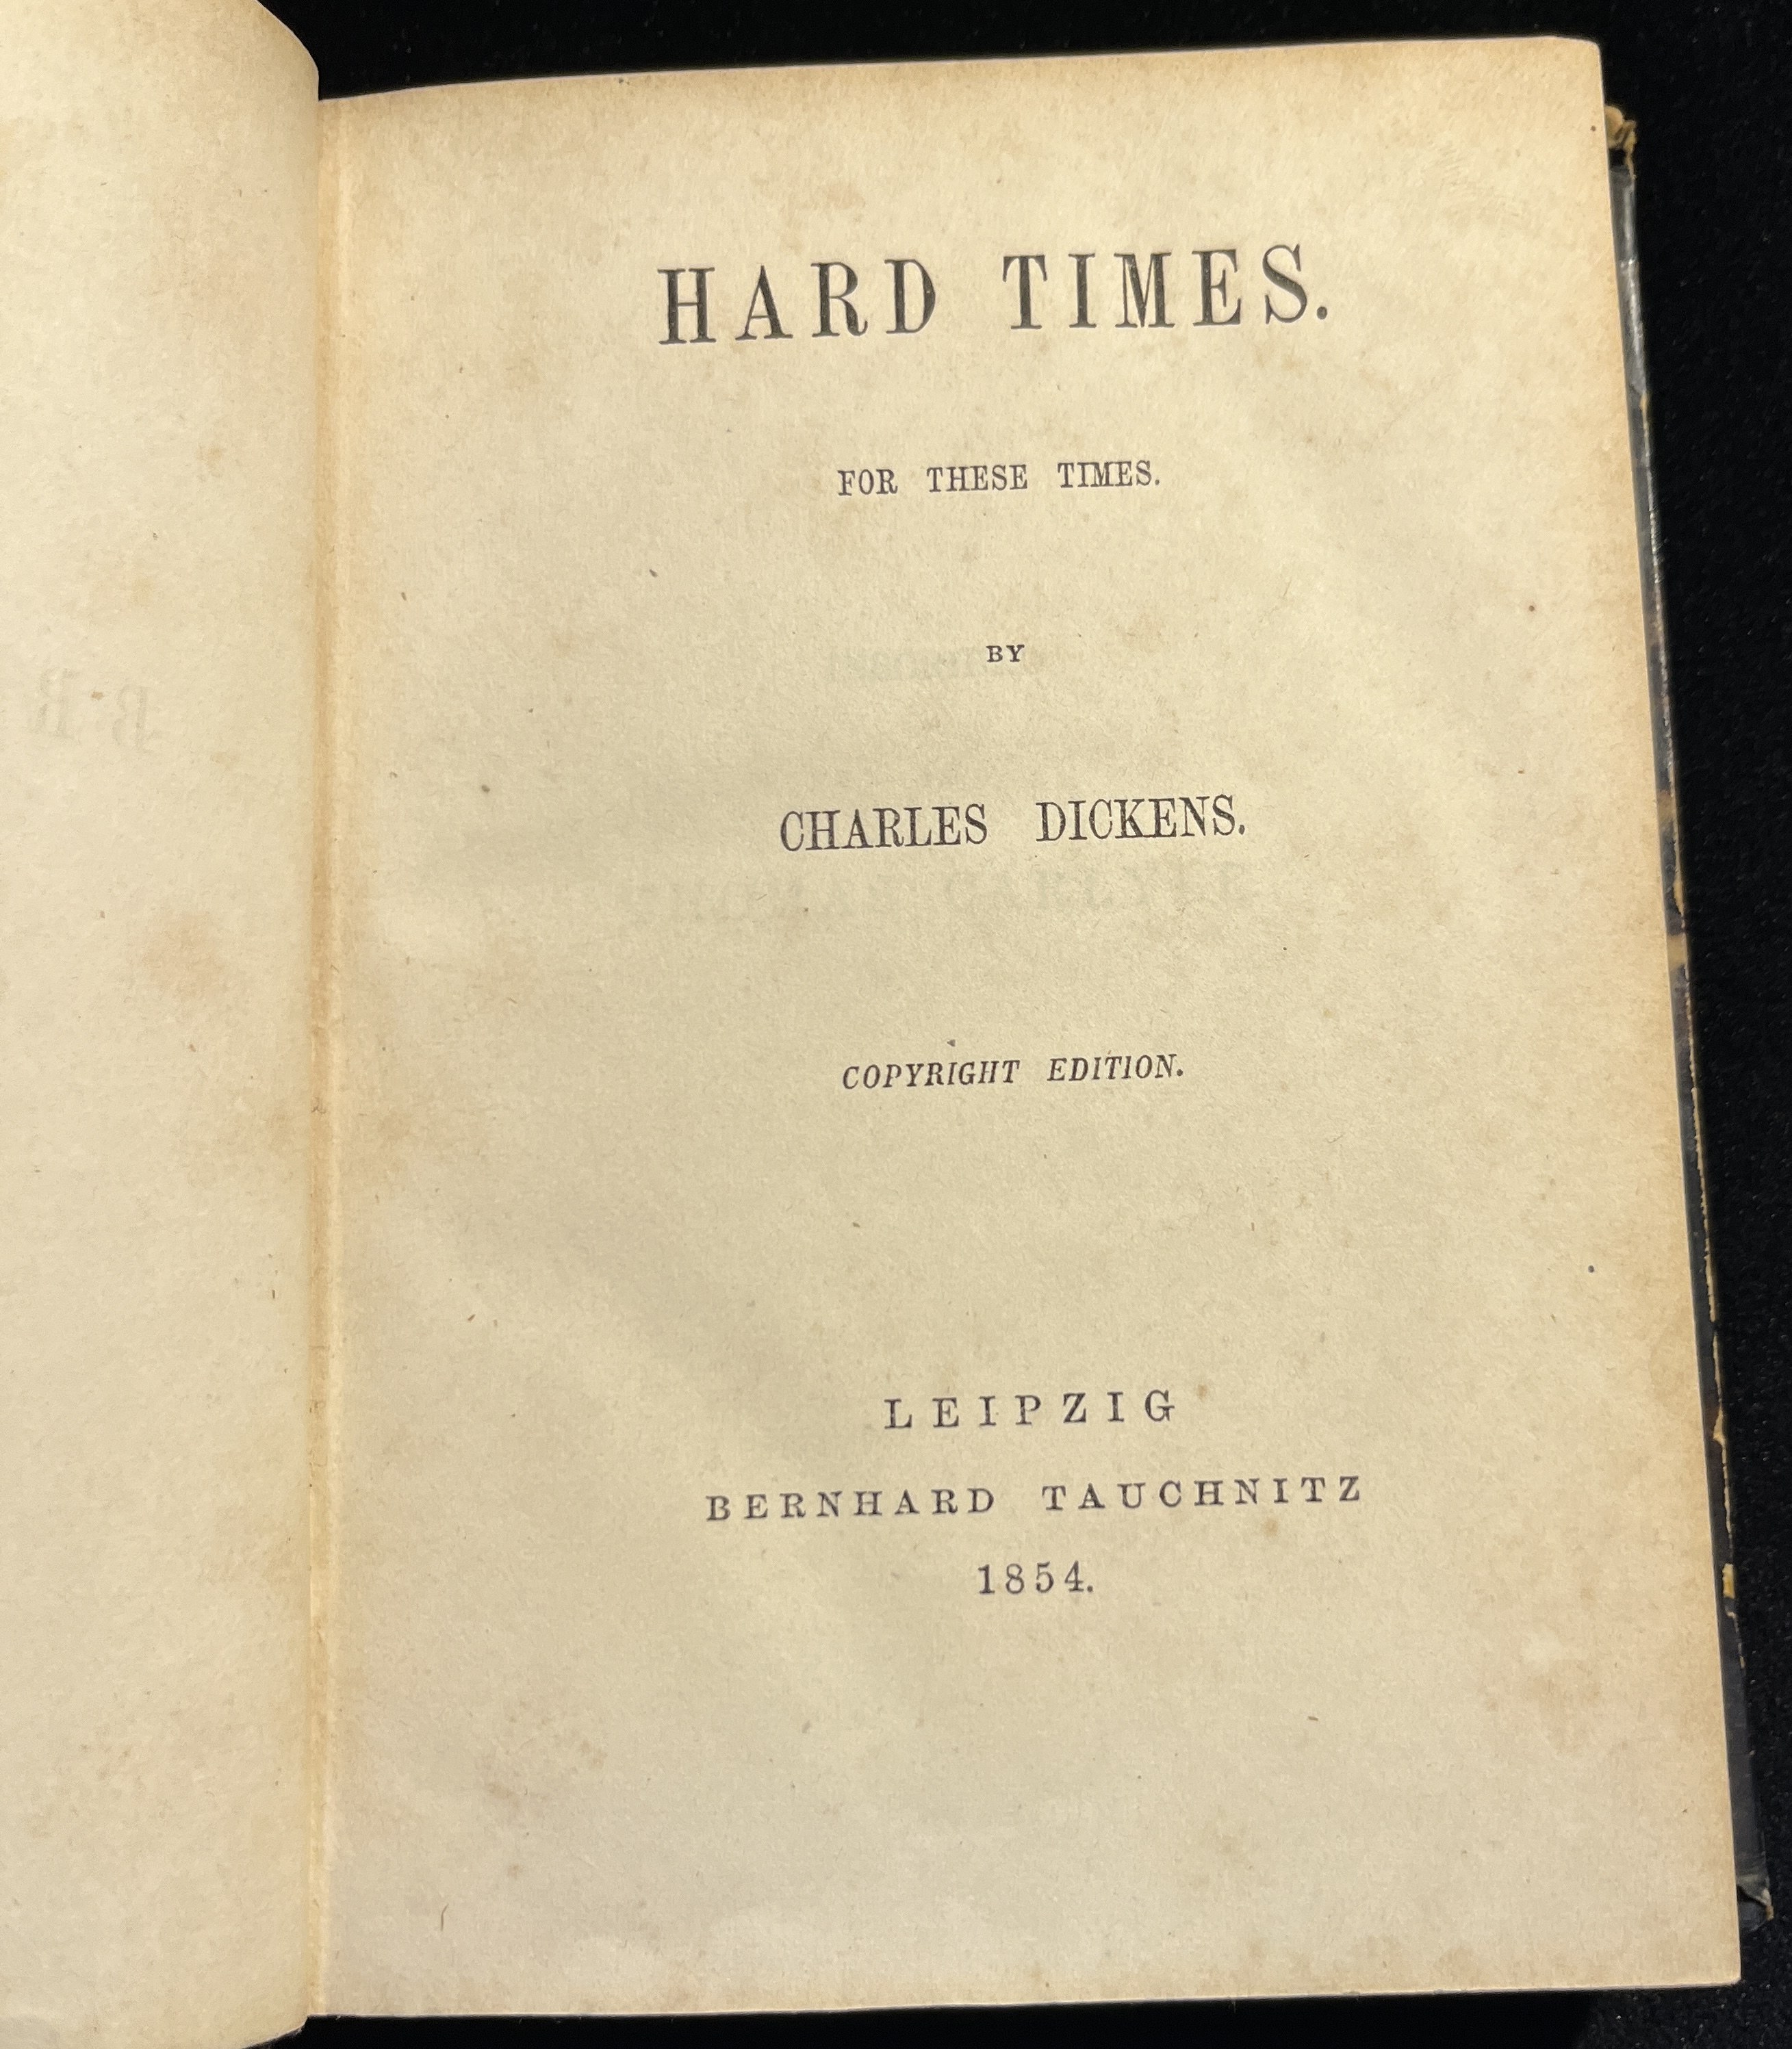 HARD TIMES.
FOR THESE TIMES.
BY
CHARLES DICKENS.
COPYRIGHT EDITION.
LEIPZIG
BERNHARD TAUCHNITZ
1854.